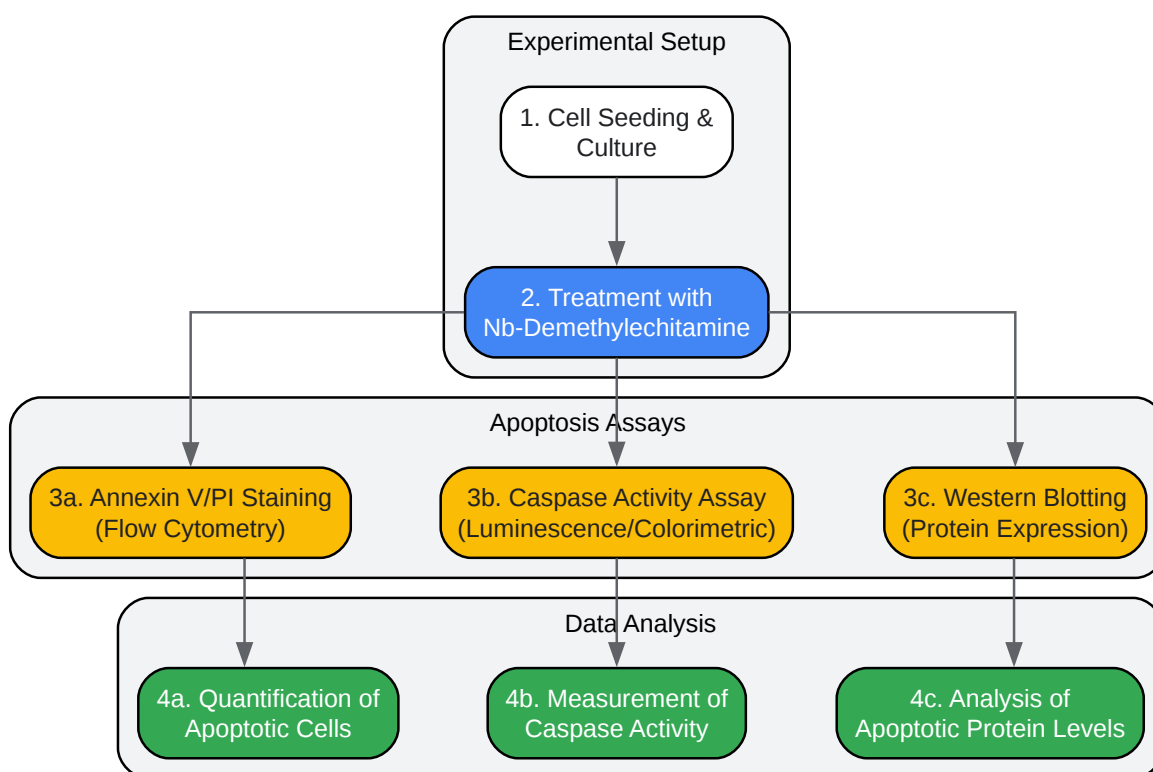 Experimental Setup
1. Cell Seeding &
Culture
2. Treatment with
Nb-Demethylechitamine
Apoptosis Assays
3a. Annexin V/PI Staining
(Flow Cytometry)
3b. Caspase Activity Assay
(Luminescence/Colorimetric)
3c. Western Blotting
(Protein Expression)
Data Analysis
4a. Quantification of
Apoptotic Cells
4b. Measurement of
Caspase Activity
4c. Analysis of
Apoptotic Protein Levels